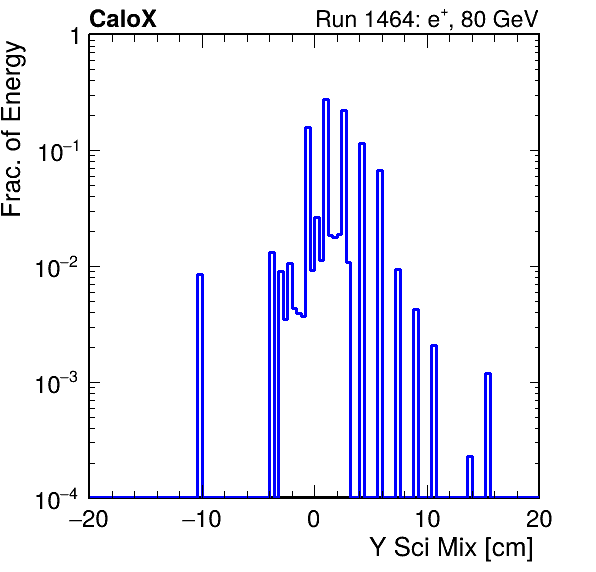 CaloX Run 1464: e⁺, 80 GeV
Frac. of Energy
1
10⁻¹
10⁻²
10⁻³
10⁻⁴
−20 −10 0 10 20
Y Sci Mix [cm]